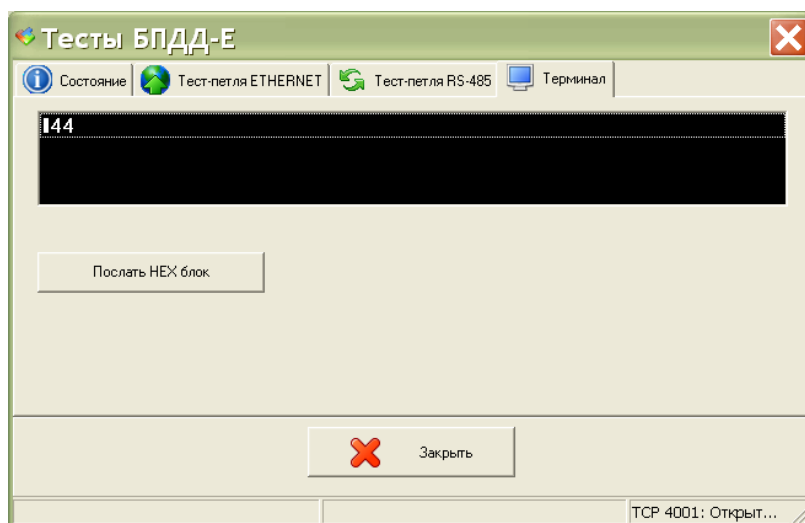 Тесты БПДД-Е
Состояние Тест-петля ETHERNET Тест-петля RS-485 Терминал
44
Послать HEX блок
Закрыть
TCP 4001: Открыт...